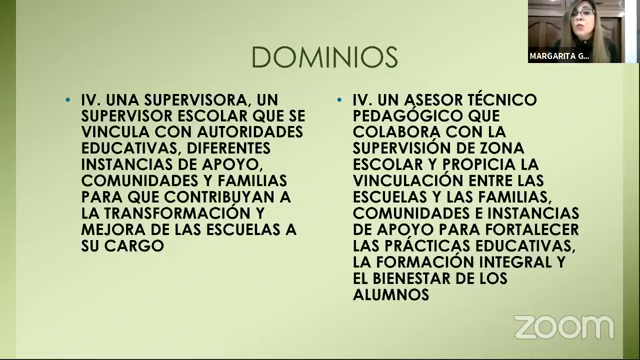 DOMINIOS
• IV. UNA SUPERVISORA, UN
SUPERVISOR ESCOLAR QUE SE
VINCULA CON AUTORIDADES
EDUCATIVAS, DIFERENTES
INSTANCIAS DE APOYO,
COMUNIDADES Y FAMILIAS
PARA QUE CONTRIBUYAN A
LA TRANSFORMACIÓN Y
MEJORA DE LAS ESCUELAS A
SU CARGO
• IV. UN ASESOR TÉCNICO
PEDAGÓGICO QUE
COLABORA CON LA
SUPERVISIÓN DE ZONA
ESCOLAR Y PROPICIA LA
VINCULACIÓN ENTRE LAS
ESCUELAS Y LAS FAMILIAS,
COMUNIDADES E INSTANCIAS
DE APOYO PARA FORTALECER
LAS PRÁCTICAS EDUCATIVAS,
LA FORMACIÓN INTEGRAL Y
EL BIENESTAR DE LOS
ALUMNOS
MARGARITA G...
zoom